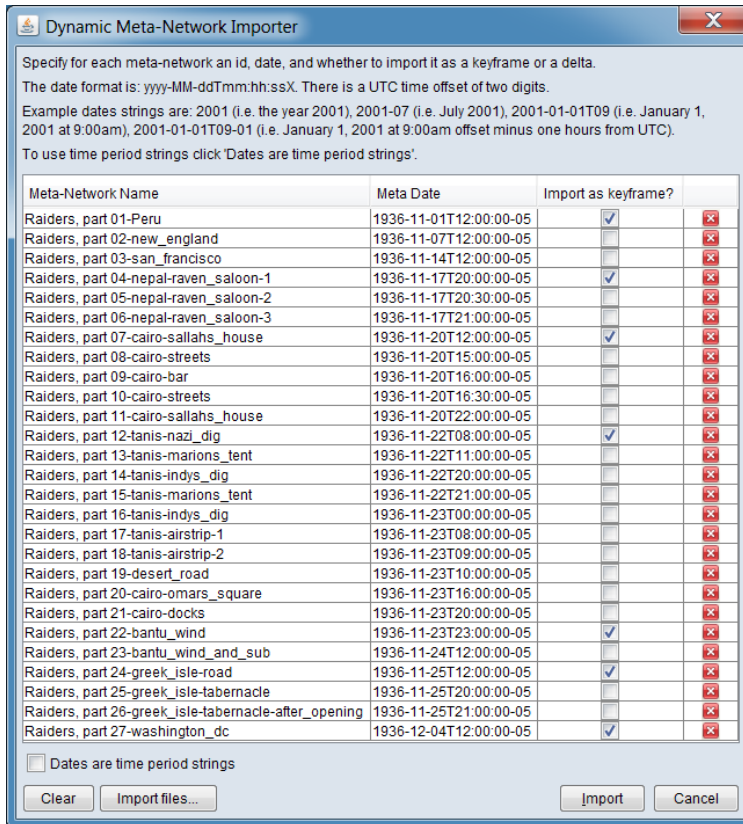 Dynamic Meta-Network Importer
Specify for each meta-network an id, date, and whether to import it as a keyframe or a delta.
The date format is: yyyy-MM-ddTmm:hh:ssX. There is a UTC time offset of two digits.
Example dates strings are: 2001 (i.e. the year 2001), 2001-07 (i.e. July 2001), 2001-01-01T09 (i.e. January 1,
2001 at 9:00am), 2001-01-01T09-01 (i.e. January 1, 2001 at 9:00am offset minus one hours from UTC).
To use time period strings click 'Dates are time period strings'.
Meta-Network Name Meta Date Import as keyframe?
Raiders, part 01-Peru 1936-11-01T12:00:00-05
Raiders, part 02-new_england 1936-11-07T12:00:00-05
Raiders, part 03-san_francisco 1936-11-14T12:00:00-05
Raiders, part 04-nepal-raven_saloon-1 1936-11-17T20:00:00-05
Raiders, part 05-nepal-raven_saloon-2 1936-11-17T20:30:00-05
Raiders, part 06-nepal-raven_saloon-3 1936-11-17T21:00:00-05
Raiders, part 07-cairo-sallahs_house 1936-11-20T12:00:00-05
Raiders, part 08-cairo-streets 1936-11-20T15:00:00-05
Raiders, part 09-cairo-bar 1936-11-20T16:00:00-05
Raiders, part 10-cairo-streets 1936-11-20T16:30:00-05
Raiders, part 11-cairo-sallahs_house 1936-11-20T22:00:00-05
Raiders, part 12-tanis-nazi_dig 1936-11-22T08:00:00-05
Raiders, part 13-tanis-marions_tent 1936-11-22T11:00:00-05
Raiders, part 14-tanis-indys_dig 1936-11-22T20:00:00-05
Raiders, part 15-tanis-marions_tent 1936-11-22T21:00:00-05
Raiders, part 16-tanis-indys_dig 1936-11-23T00:00:00-05
Raiders, part 17-tanis-airstrip-1 1936-11-23T08:00:00-05
Raiders, part 18-tanis-airstrip-2 1936-11-23T09:00:00-05
Raiders, part 19-desert_road 1936-11-23T10:00:00-05
Raiders, part 20-cairo-omars_square 1936-11-23T16:00:00-05
Raiders, part 21-cairo-docks 1936-11-23T20:00:00-05
Raiders, part 22-bantu_wind 1936-11-23T23:00:00-05
Raiders, part 23-bantu_wind_and_sub 1936-11-24T12:00:00-05
Raiders, part 24-greek_isle-road 1936-11-25T12:00:00-05
Raiders, part 25-greek_isle-tabernacle 1936-11-25T20:00:00-05
Raiders, part 26-greek_isle-tabernacle-after_opening 1936-11-25T21:00:00-05
Raiders, part 27-washington_dc 1936-12-04T12:00:00-05
Dates are time period strings
Clear Import files... Import Cancel